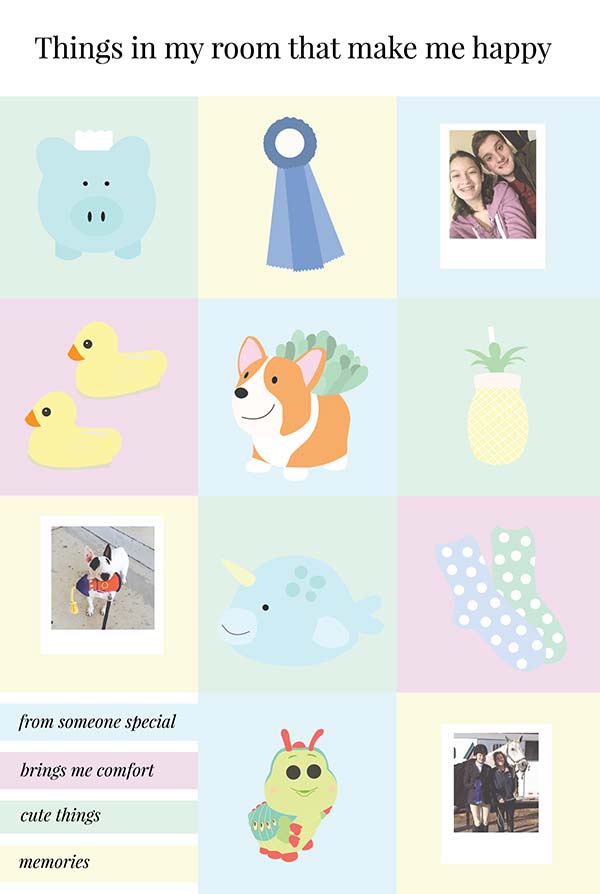 Things in my room that make me happy
from someone special
brings me comfort
cute things
memories